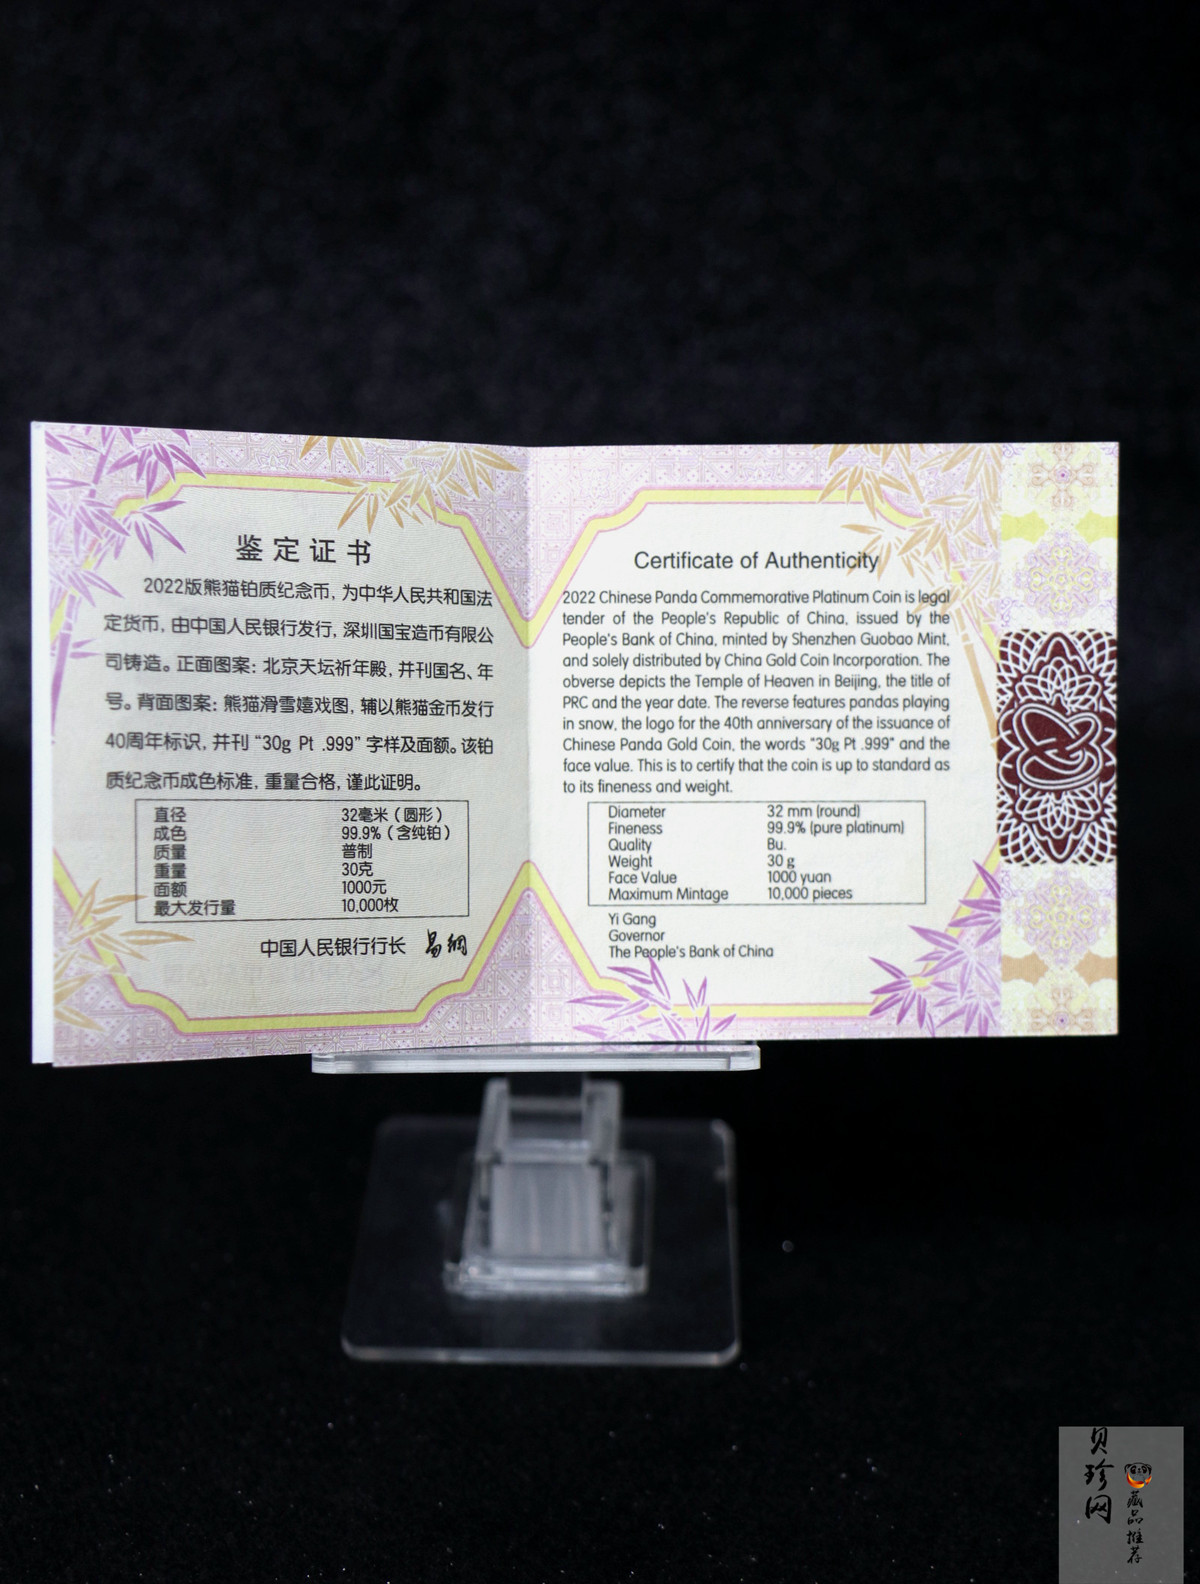 鉴定证书
2022版熊猫铂质纪念币，为中华人民共和国法
定货币，由中国人民银行发行，深圳国宝造币有限公
司铸造。正面图案：北京天坛祈年殿，并刊国名、年
号。背面图案：熊猫滑雪嬉戏图，辅以熊猫金币发行
40周年标识，并刊“30g Pt .999”字样及面额。该铂
质纪念币成色标准，重量合格，谨此证明。
直径 32毫米（圆形）
成色 99.9%（含纯铂）
质量 普制
重量 30克
面额 1000元
最大发行量 10,000枚
中国人民银行行长 易纲
Certificate of Authenticity
2022 Chinese Panda Commemorative Platinum Coin is legal
tender of the People's Republic of China, issued by the
People's Bank of China, minted by Shenzhen Guobao Mint,
and solely distributed by China Gold Coin Incorporation. The
obverse depicts the Temple of Heaven in Beijing, the title of
PRC and the year date. The reverse features pandas playing
in snow, the logo for the 40th anniversary of the issuance of
Chinese Panda Gold Coin, the words "30g Pt .999" and the
face value. This is to certify that the coin is up to standard as
to its fineness and weight.
Diameter 32 mm (round)
Fineness 99.9% (pure platinum)
Quality Bu.
Weight 30 g
Face Value 1000 yuan
Maximum Mintage 10,000 pieces
Yi Gang
Governor
The People's Bank of China
贝珍网
藏品推荐